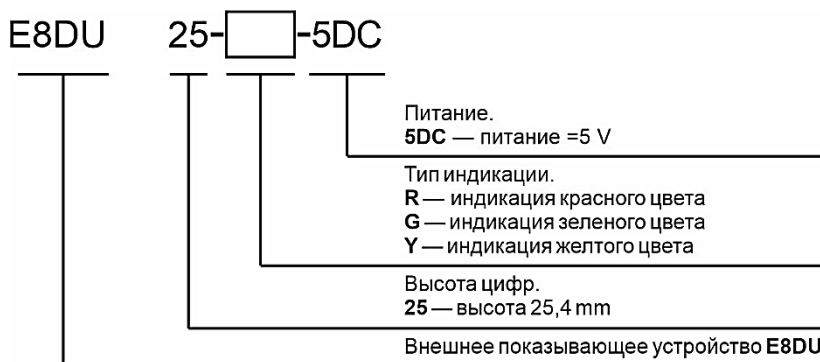 E8DU 25- -5DC
Питание.
5DC — питание =5 V
Тип индикации.
R — индикация красного цвета
G — индикация зеленого цвета
Y — индикация желтого цвета
Высота цифр.
25 — высота 25,4 mm
Внешнее показывающее устройство E8DU